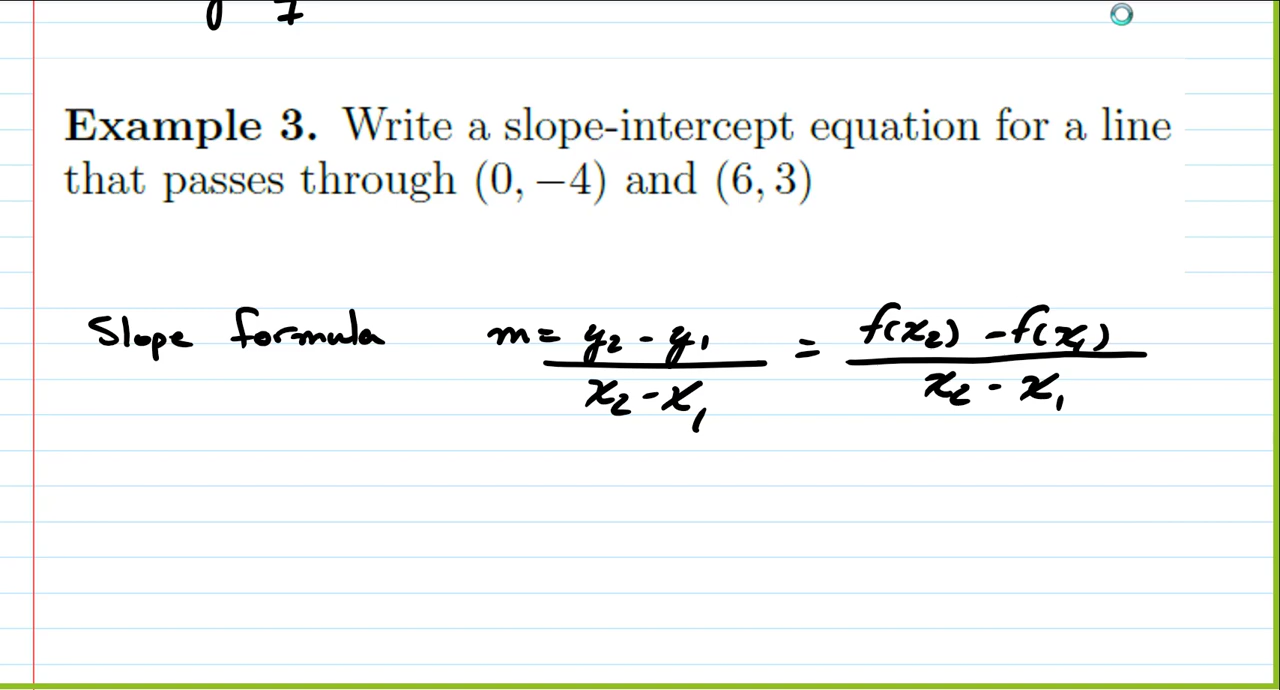 Example 3. Write a slope-intercept equation for a line
that passes through (0, −4) and (6, 3)
Slope formula m = y₂ - y₁ / x₂ - x₁ = f(x₂) - f(x₁) / x₂ - x₁